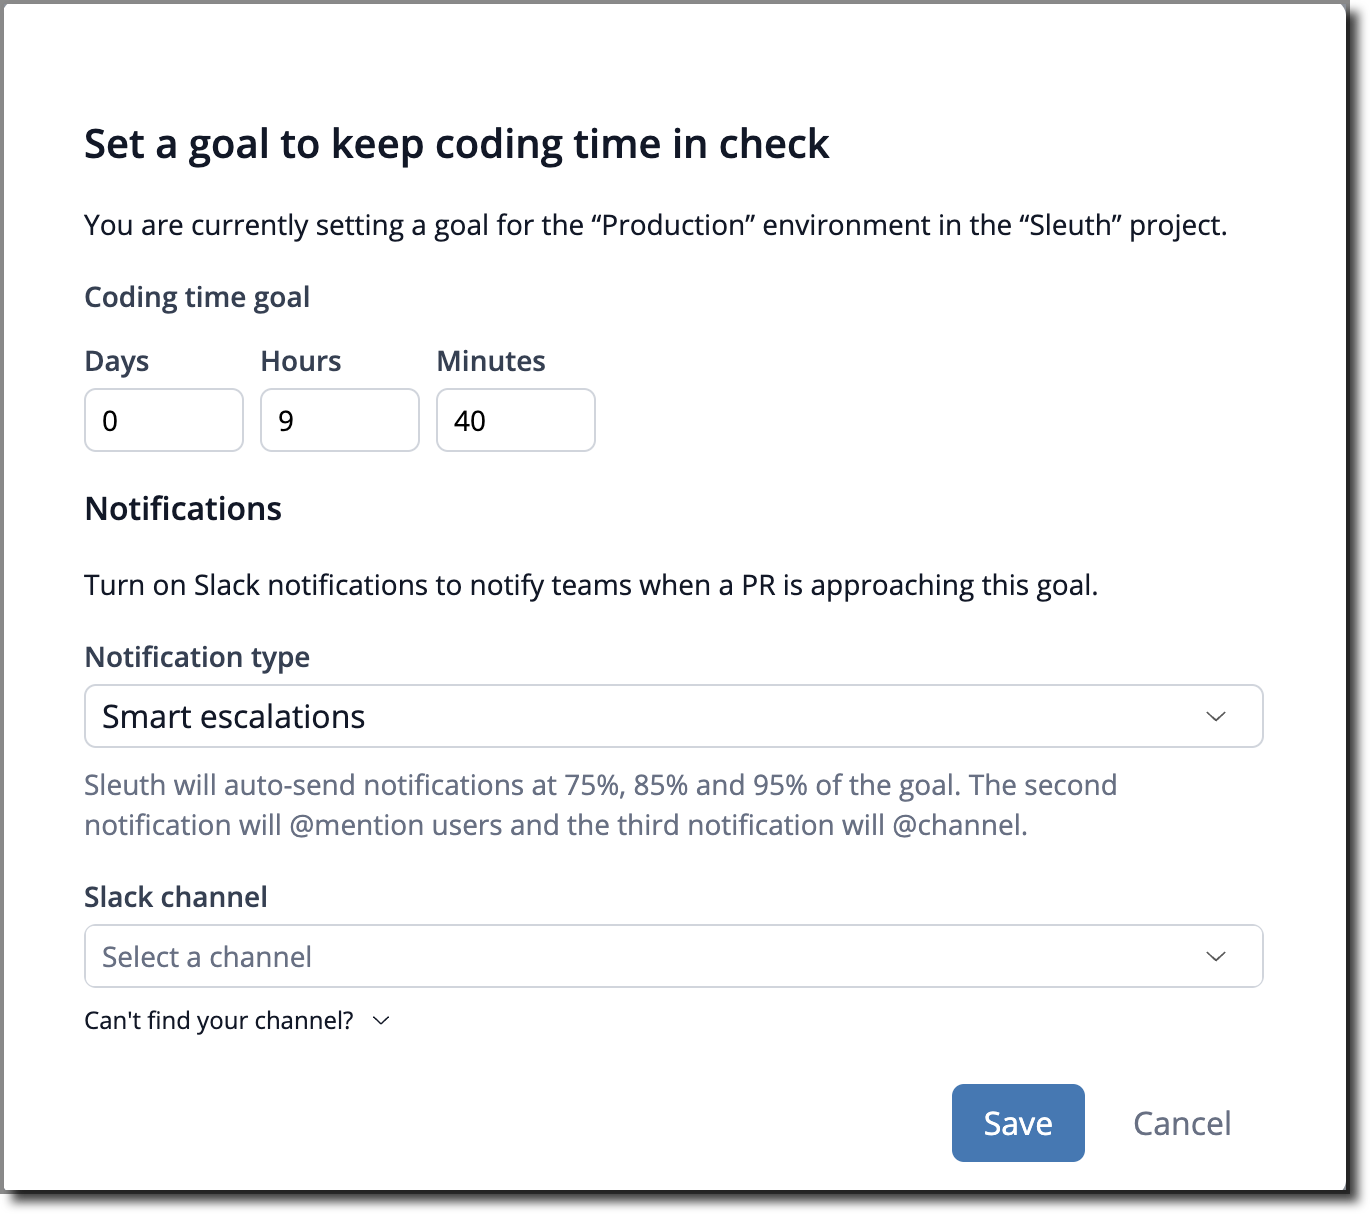 Set a goal to keep coding time in check
You are currently setting a goal for the “Production” environment in the “Sleuth” project.
Coding time goal
Days Hours Minutes
0 9 40
Notifications
Turn on Slack notifications to notify teams when a PR is approaching this goal.
Notification type
Smart escalations
Sleuth will auto-send notifications at 75%, 85% and 95% of the goal. The second
notification will @mention users and the third notification will @channel.
Slack channel
Select a channel
Can't find your channel?
Save Cancel